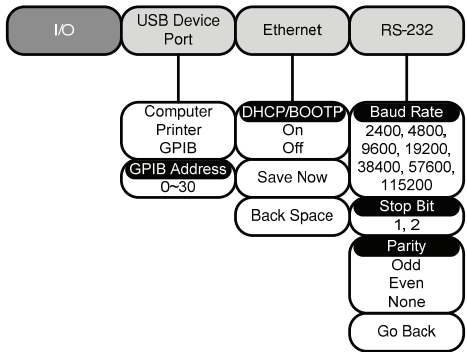 I/O
USB Device
Port
Ethernet
RS-232
Computer
Printer
GPIB
GPIB Address
0~30
DHCP/BOOTP
On
Off
Save Now
Back Space
Baud Rate
2400, 4800,
9600, 19200,
38400, 57600,
115200
Stop Bit
1, 2
Parity
Odd
Even
None
Go Back